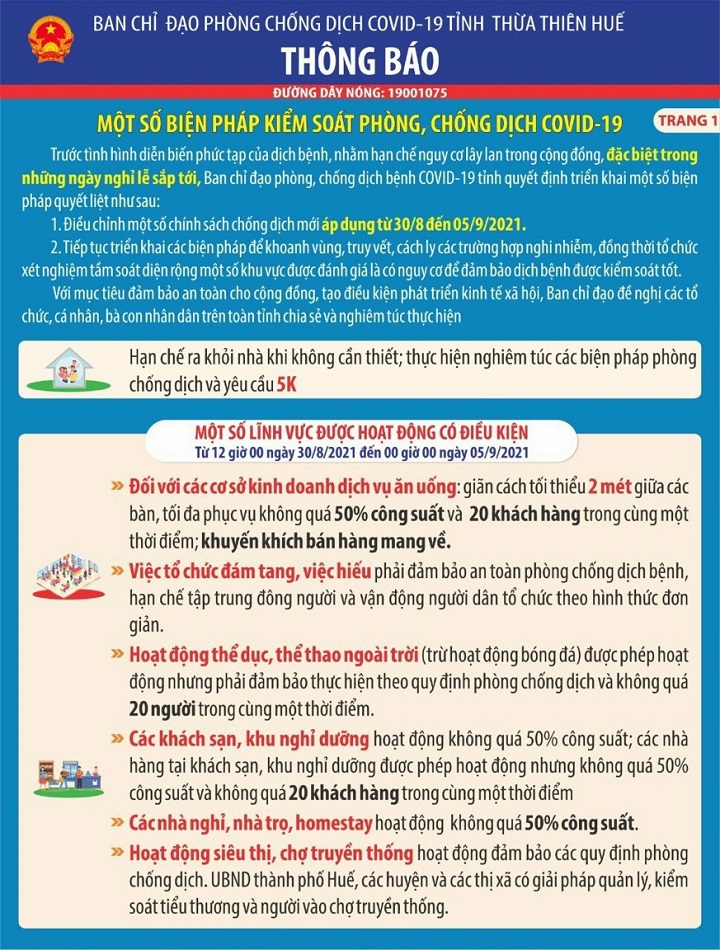 BAN CHỈ ĐẠO PHÒNG CHỐNG DỊCH COVID-19 TỈNH THỪA THIÊN HUẾ
THÔNG BÁO
ĐƯỜNG DÂY NÓNG: 19001075
MỘT SỐ BIỆN PHÁP KIỂM SOÁT PHÒNG, CHỐNG DỊCH COVID-19
TRANG 1
Trước tình hình diễn biến phức tạp của dịch bệnh, nhằm hạn chế nguy cơ lây lan trong cộng đồng, đặc biệt trong
những ngày nghỉ lễ sắp tới, Ban chỉ đạo phòng, chống dịch bệnh COVID-19 tỉnh quyết định triển khai một số biện
pháp quyết liệt như sau:
1. Điều chỉnh một số chính sách chống dịch mới áp dụng từ 30/8 đến 05/9/2021.
2. Tiếp tục triển khai các biện pháp để khoanh vùng, truy vết, cách ly các trường hợp nghi nhiễm, đồng thời tổ chức
xét nghiệm tầm soát diện rộng một số khu vực được đánh giá là có nguy cơ để đảm bảo dịch bệnh được kiểm soát tốt.
Với mục tiêu đảm bảo an toàn cho cộng đồng, tạo điều kiện phát triển kinh tế xã hội, Ban chỉ đạo đề nghị các tổ
chức, cá nhân, bà con nhân dân trên toàn tỉnh chia sẻ và nghiêm túc thực hiện
Hạn chế ra khỏi nhà khi không cần thiết; thực hiện nghiêm túc các biện pháp phòng
chống dịch và yêu cầu 5K
MỘT SỐ LĨNH VỰC ĐƯỢC HOẠT ĐỘNG CÓ ĐIỀU KIỆN
Từ 12 giờ 00 ngày 30/8/2021 đến 00 giờ 00 ngày 05/9/2021
» Đối với các cơ sở kinh doanh dịch vụ ăn uống: giãn cách tối thiểu 2 mét giữa các
bàn, tối đa phục vụ không quá 50% công suất và 20 khách hàng trong cùng một
thời điểm; khuyến khích bán hàng mang về.
» Việc tổ chức đám tang, việc hiếu phải đảm bảo an toàn phòng chống dịch bệnh,
hạn chế tập trung đông người và vận động người dân tổ chức theo hình thức đơn
giản.
» Hoạt động thể dục, thể thao ngoài trời (trừ hoạt động bóng đá) được phép hoạt
động nhưng phải đảm bảo thực hiện theo quy định phòng chống dịch và không quá
20 người trong cùng một thời điểm.
» Các khách sạn, khu nghỉ dưỡng hoạt động không quá 50% công suất; các nhà
hàng tại khách sạn, khu nghỉ dưỡng được phép hoạt động nhưng không quá 50%
công suất và không quá 20 khách hàng trong cùng một thời điểm
» Các nhà nghỉ, nhà trọ, homestay hoạt động không quá 50% công suất.
» Hoạt động siêu thị, chợ truyền thống hoạt động đảm bảo các quy định phòng
chống dịch. UBND thành phố Huế, các huyện và các thị xã có giải pháp quản lý, kiểm
soát tiểu thương và người vào chợ truyền thống.